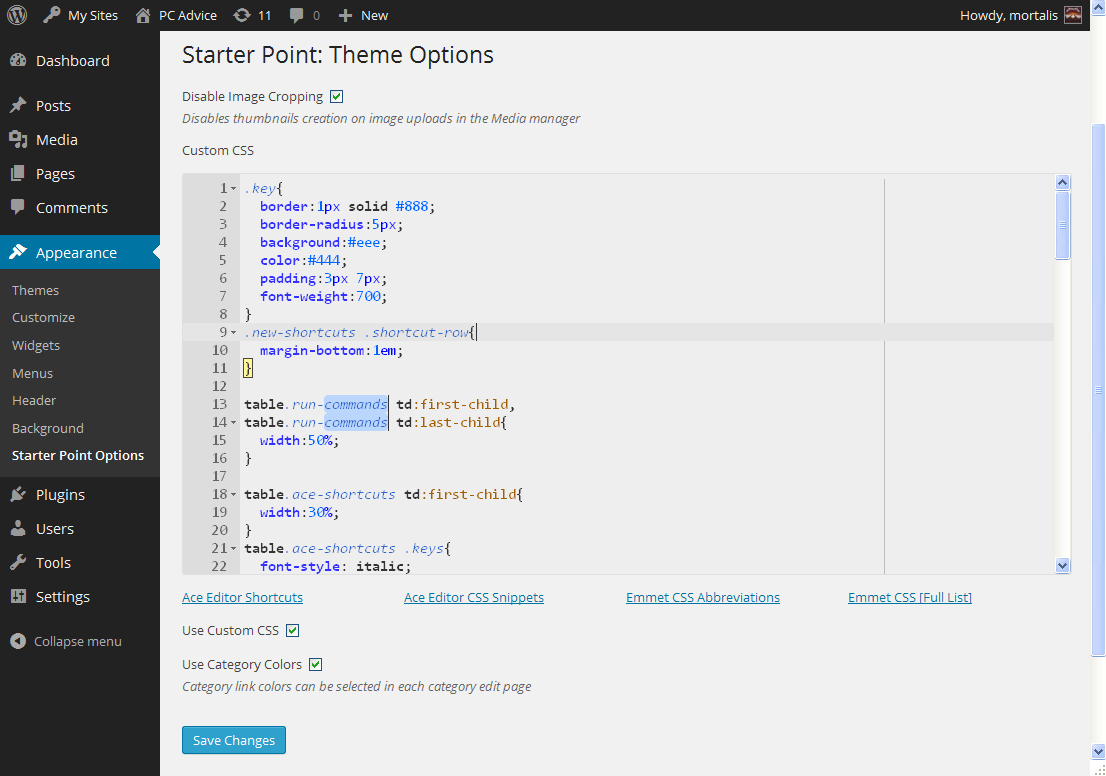 My Sites PC Advice 11 0 New Howdy, mortalis
Dashboard
Posts
Media
Pages
Comments
Appearance
Themes
Customize
Widgets
Menus
Header
Background
Starter Point Options
Plugins
Users
Tools
Settings
Collapse menu
Starter Point: Theme Options
Disable Image Cropping
Disables thumbnails creation on image uploads in the Media manager
Custom CSS
1 .key{
2 border:1px solid #888;
3 border-radius:5px;
4 background:#eee;
5 color:#444;
6 padding:3px 7px;
7 font-weight:700;
8 }
9 .new-shortcuts .shortcut-row{
10 margin-bottom:1em;
11 }
12
13 table.run-commands td:first-child,
14 table.run-commands td:last-child{
15 width:50%;
16 }
17
18 table.ace-shortcuts td:first-child{
19 width:30%;
20 }
21 table.ace-shortcuts .keys{
22 font-style: italic;
Ace Editor Shortcuts Ace Editor CSS Snippets Emmet CSS Abbreviations Emmet CSS [Full List]
Use Custom CSS
Use Category Colors
Category link colors can be selected in each category edit page
Save Changes